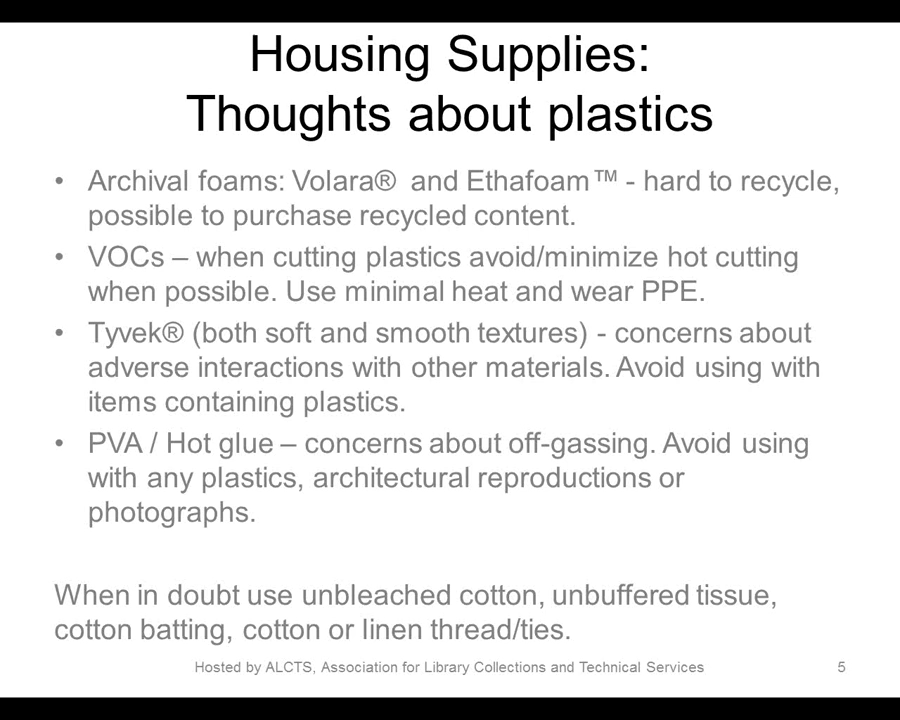 Housing Supplies:
Thoughts about plastics
• Archival foams: Volara® and Ethafoam™ - hard to recycle,
possible to purchase recycled content.
• VOCs – when cutting plastics avoid/minimize hot cutting
when possible. Use minimal heat and wear PPE.
• Tyvek® (both soft and smooth textures) - concerns about
adverse interactions with other materials. Avoid using with
items containing plastics.
• PVA / Hot glue – concerns about off-gassing. Avoid using
with any plastics, architectural reproductions or
photographs.
When in doubt use unbleached cotton, unbuffered tissue,
cotton batting, cotton or linen thread/ties.
Hosted by ALCTS, Association for Library Collections and Technical Services 5